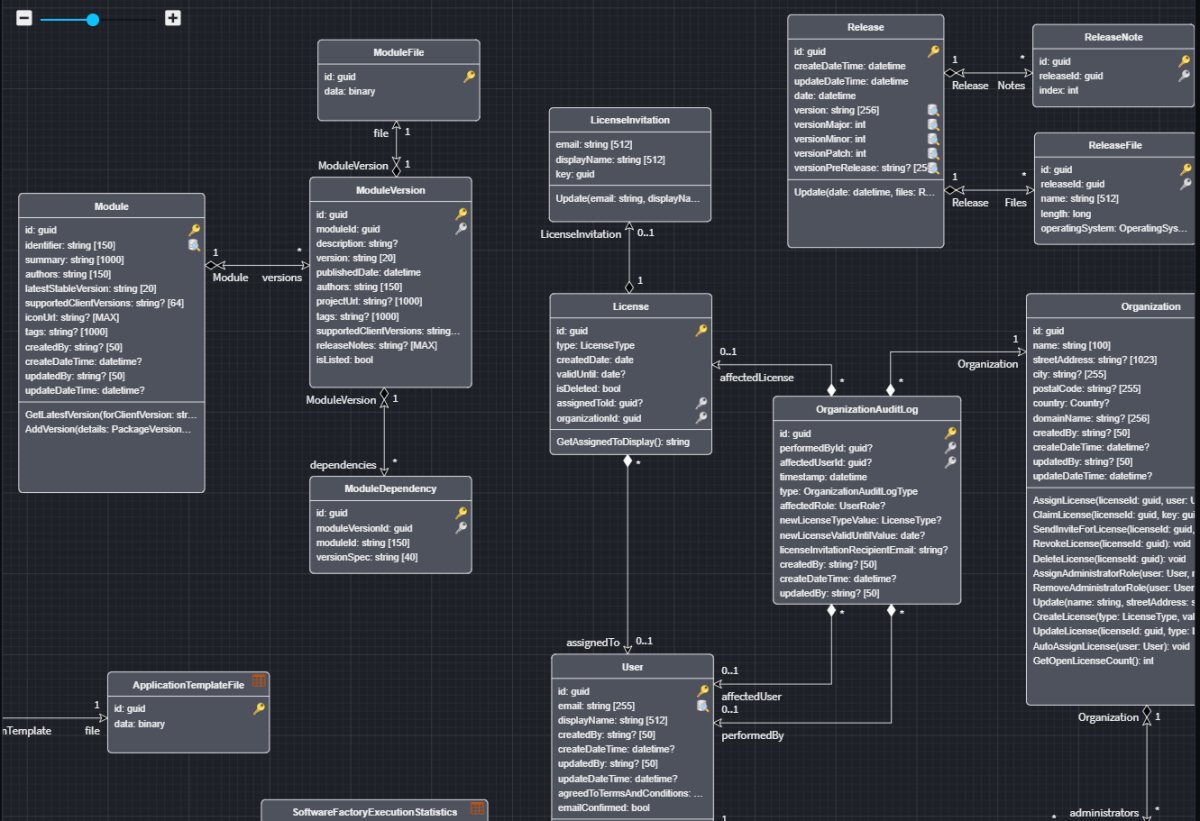 ModuleFile
id: guid
data: binary
file
1
ModuleVersion
1
ModuleVersion
id: guid
moduleId: guid
description: string?
version: string [20]
publishedDate: datetime
authors: string [150]
projectUrl: string? [1000]
tags: string? [1000]
supportedClientVersions: string...
releaseNotes: string? [MAX]
isListed: bool
Module
id: guid
identifier: string [150]
summary: string [1000]
authors: string [150]
latestStableVersion: string [20]
supportedClientVersions: string? [64]
iconUrl: string? [MAX]
tags: string? [1000]
createdBy: string? [50]
createDateTime: datetime?
updatedBy: string? [50]
updateDateTime: datetime?
GetLatestVersion(forClientVersion: str...
AddVersion(details: PackageVersion...
1
*
Module
versions
ModuleVersion
1
dependencies
*
ModuleDependency
id: guid
moduleVersionId: guid
moduleId: string [150]
versionSpec: string [40]
LicenseInvitation
email: string [512]
displayName: string [512]
key: guid
Update(email: string, displayNa...
LicenseInvitation
0..1
1
License
id: guid
type: LicenseType
createdDate: date
validUntil: date?
isDeleted: bool
assignedToId: guid?
organizationId: guid
GetAssignedToDisplay(): string
*
assignedTo
0..1
User
id: guid
email: string [255]
displayName: string [512]
createdBy: string? [50]
createDateTime: datetime?
updatedBy: string? [50]
updateDateTime: datetime?
agreedToTermsAndConditions: ...
emailConfirmed: bool
1
Release
id: guid
createDateTime: datetime
updateDateTime: datetime
date: datetime
version: string [256]
versionMajor: int
versionMinor: int
versionPatch: int
versionPreRelease: string? [25
Update(date: datetime, files: R...
1
*
Release
Notes
ReleaseNote
id: guid
releaseId: guid
index: int
1
*
Release
Files
ReleaseFile
id: guid
releaseId: guid
name: string [512]
length: long
operatingSystem: OperatingSys...
0..1
affectedLicense
*
1
Organization
*
OrganizationAuditLog
id: guid
performedById: guid?
affectedUserId: guid?
timestamp: datetime
type: OrganizationAuditLogType
affectedRole: UserRole?
newLicenseTypeValue: LicenseType?
newLicenseValidUntilValue: date?
licenseInvitationRecipientEmail: string?
createdBy: string? [50]
createDateTime: datetime?
updatedBy: string? [50]
*
*
0..1
affectedUser
0..1
performedBy
Organization
id: guid
name: string [100]
streetAddress: string? [1023]
city: string? [255]
postalCode: string? [255]
country: Country?
domainName: string? [256]
createdBy: string? [50]
createDateTime: datetime?
updatedBy: string? [50]
updateDateTime: datetime?
AssignLicense(licenseId: guid, user: U
ClaimLicense(licenseId: guid, key: gui
SendInviteForLicense(licenseId: guid,
RevokeLicense(licenseId: guid): void
DeleteLicense(licenseId: guid): void
AssignAdministratorRole(user: User,
RemoveAdministratorRole(user: User
Update(name: string, streetAddress: s
CreateLicense(type: LicenseType, val
UpdateLicense(licenseId: guid, type:
AutoAssignLicense(user: User): void
GetOpenLicenseCount(): int
Organization
1
administrators
*
*
ApplicationTemplateFile
id: guid
data: binary
1
nTemplate
file
SoftwareFactoryExecutionStatistics